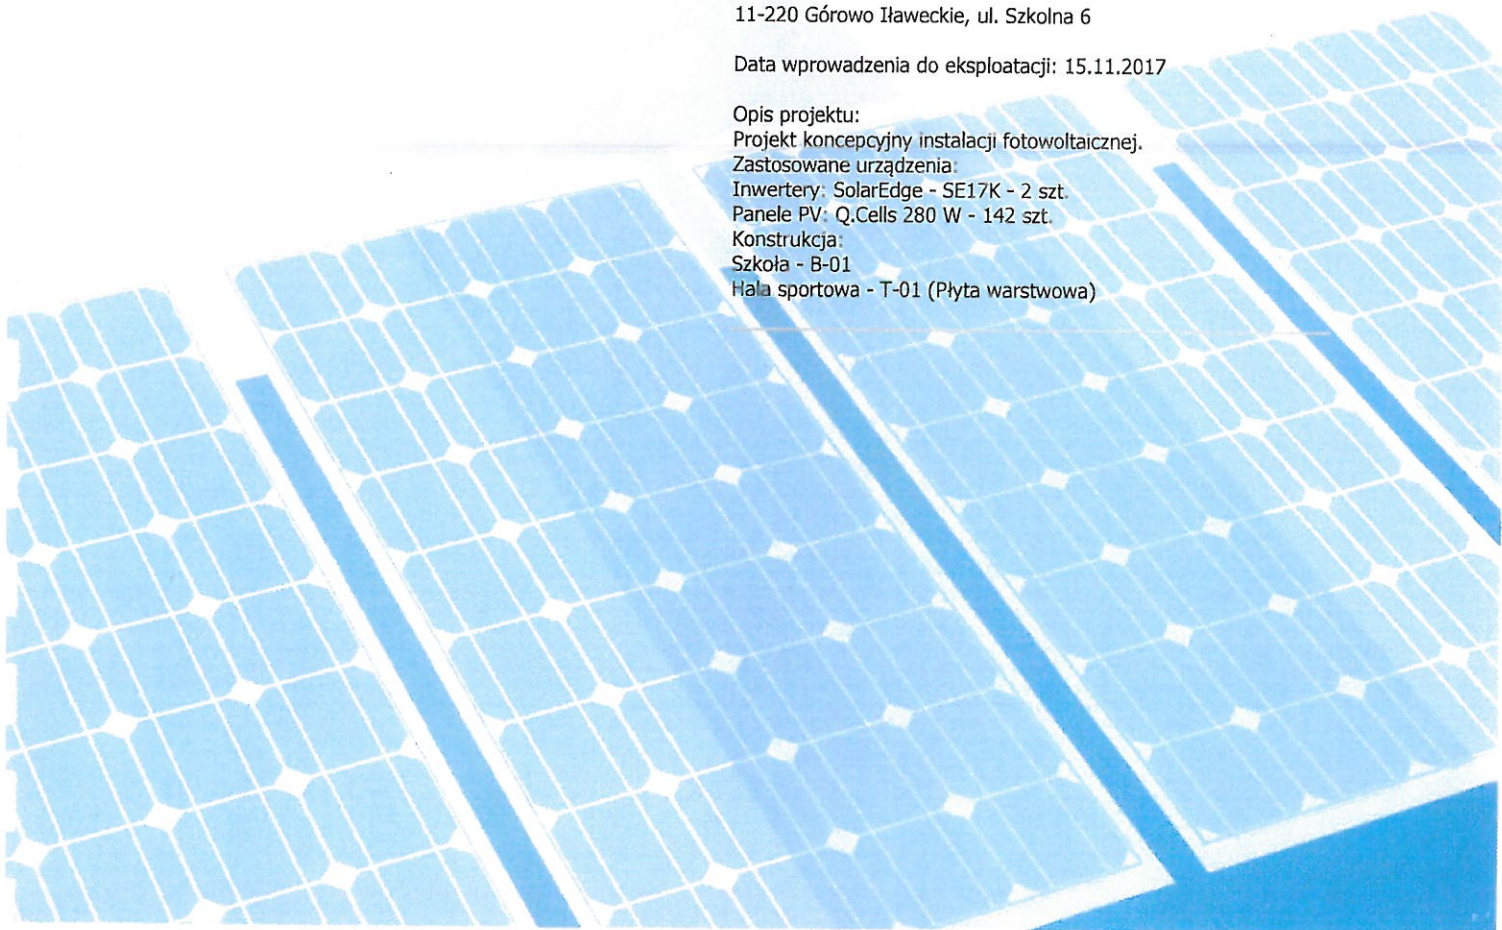 11-220 Górowo Iławeckie, ul. Szkolna 6
Data wprowadzenia do eksploatacji: 15.11.2017
Opis projektu:
Projekt koncepcyjny instalacji fotowoltaicznej.
Zastosowane urządzenia:
Inwertery: SolarEdge - SE17K - 2 szt.
Panele PV: Q.Cells 280 W - 142 szt.
Konstrukcja:
Szkoła - B-01
Hala sportowa - T-01 (Płyta warstwowa)